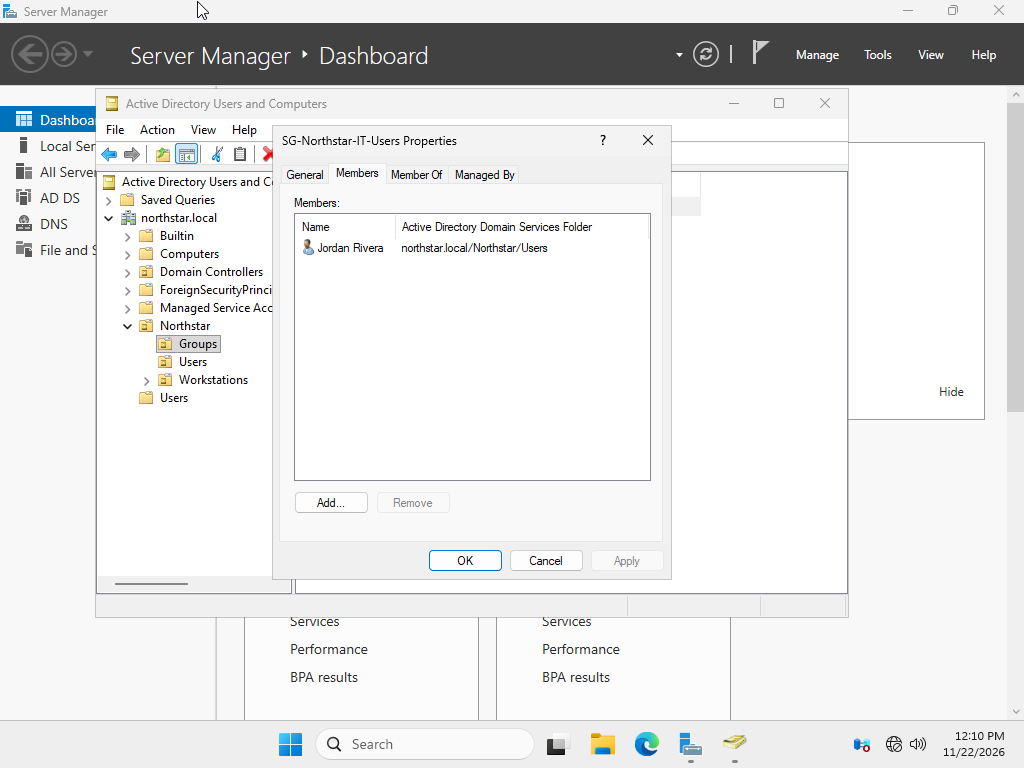 Server Manager
Server Manager ‣ Dashboard
Manage
Tools
View
Help
Dashboa
Local Ser
All Server
AD DS
DNS
File and S
Active Directory Users and Computers
File
Action
View
Help
Active Directory Users and C
Saved Queries
northstar.local
Builtin
Computers
Domain Controllers
ForeignSecurityPrinci
Managed Service Acc
Northstar
Groups
Users
Workstations
Users
SG-Northstar-IT-Users Properties
?
General
Members
Member Of
Managed By
Members:
Name
Active Directory Domain Services Folder
Jordan Rivera
northstar.local/Northstar/Users
Add...
Remove
OK
Cancel
Apply
Hide
Services
Performance
BPA results
Services
Performance
BPA results
Search
12:10 PM
11/22/2026